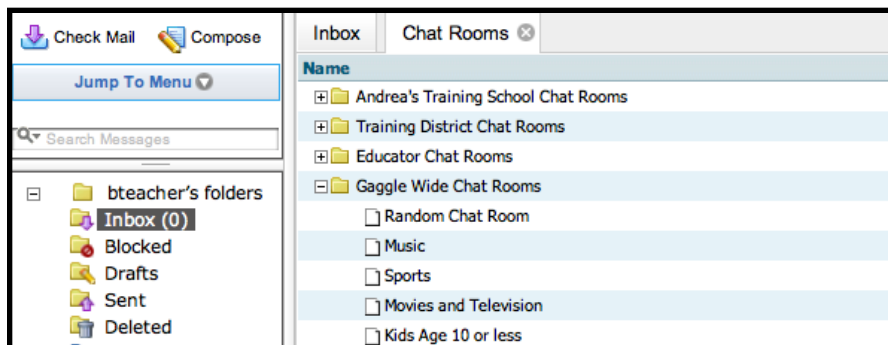 Check Mail Compose
Jump To Menu
Search Messages
bteacher's folders
Inbox (0)
Blocked
Drafts
Sent
Deleted
Inbox Chat Rooms
Name
Andrea's Training School Chat Rooms
Training District Chat Rooms
Educator Chat Rooms
Gaggle Wide Chat Rooms
Random Chat Room
Music
Sports
Movies and Television
Kids Age 10 or less